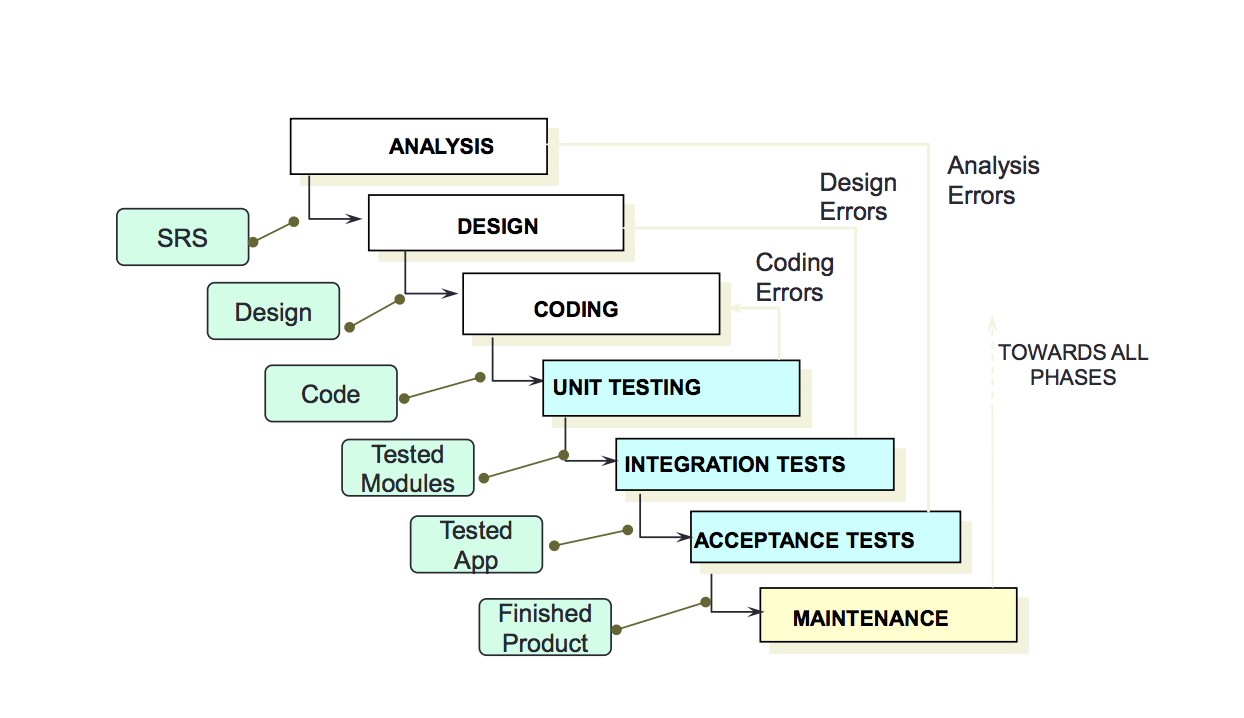 ANALYSIS
Analysis
Errors
Design
Errors
SRS
DESIGN
Coding
Errors
Design
CODING
TOWARDS ALL
PHASES
Code
UNIT TESTING
Tested
Modules
INTEGRATION TESTS
Tested
App
ACCEPTANCE TESTS
Finished
Product
MAINTENANCE